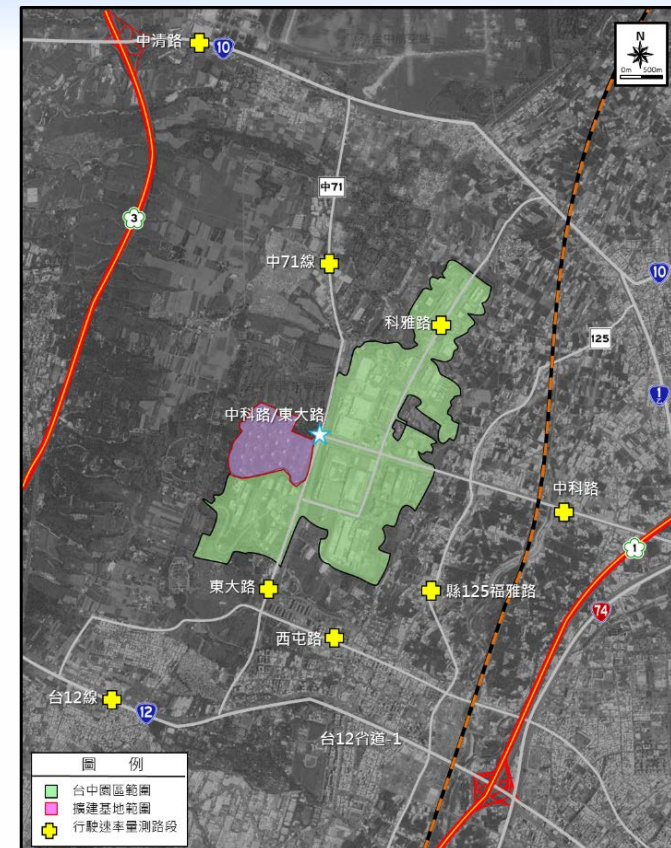 中清路
10
N
0m 500m
中71
3
中71線
10
科雅路
125
1
中科路/東大路
中科路
1
東大路
縣125福雅路
74
西屯路
台12線
12
台12省道-1
圖 例
台中園區範圍
擴建基地範圍
行駛速率量測路段